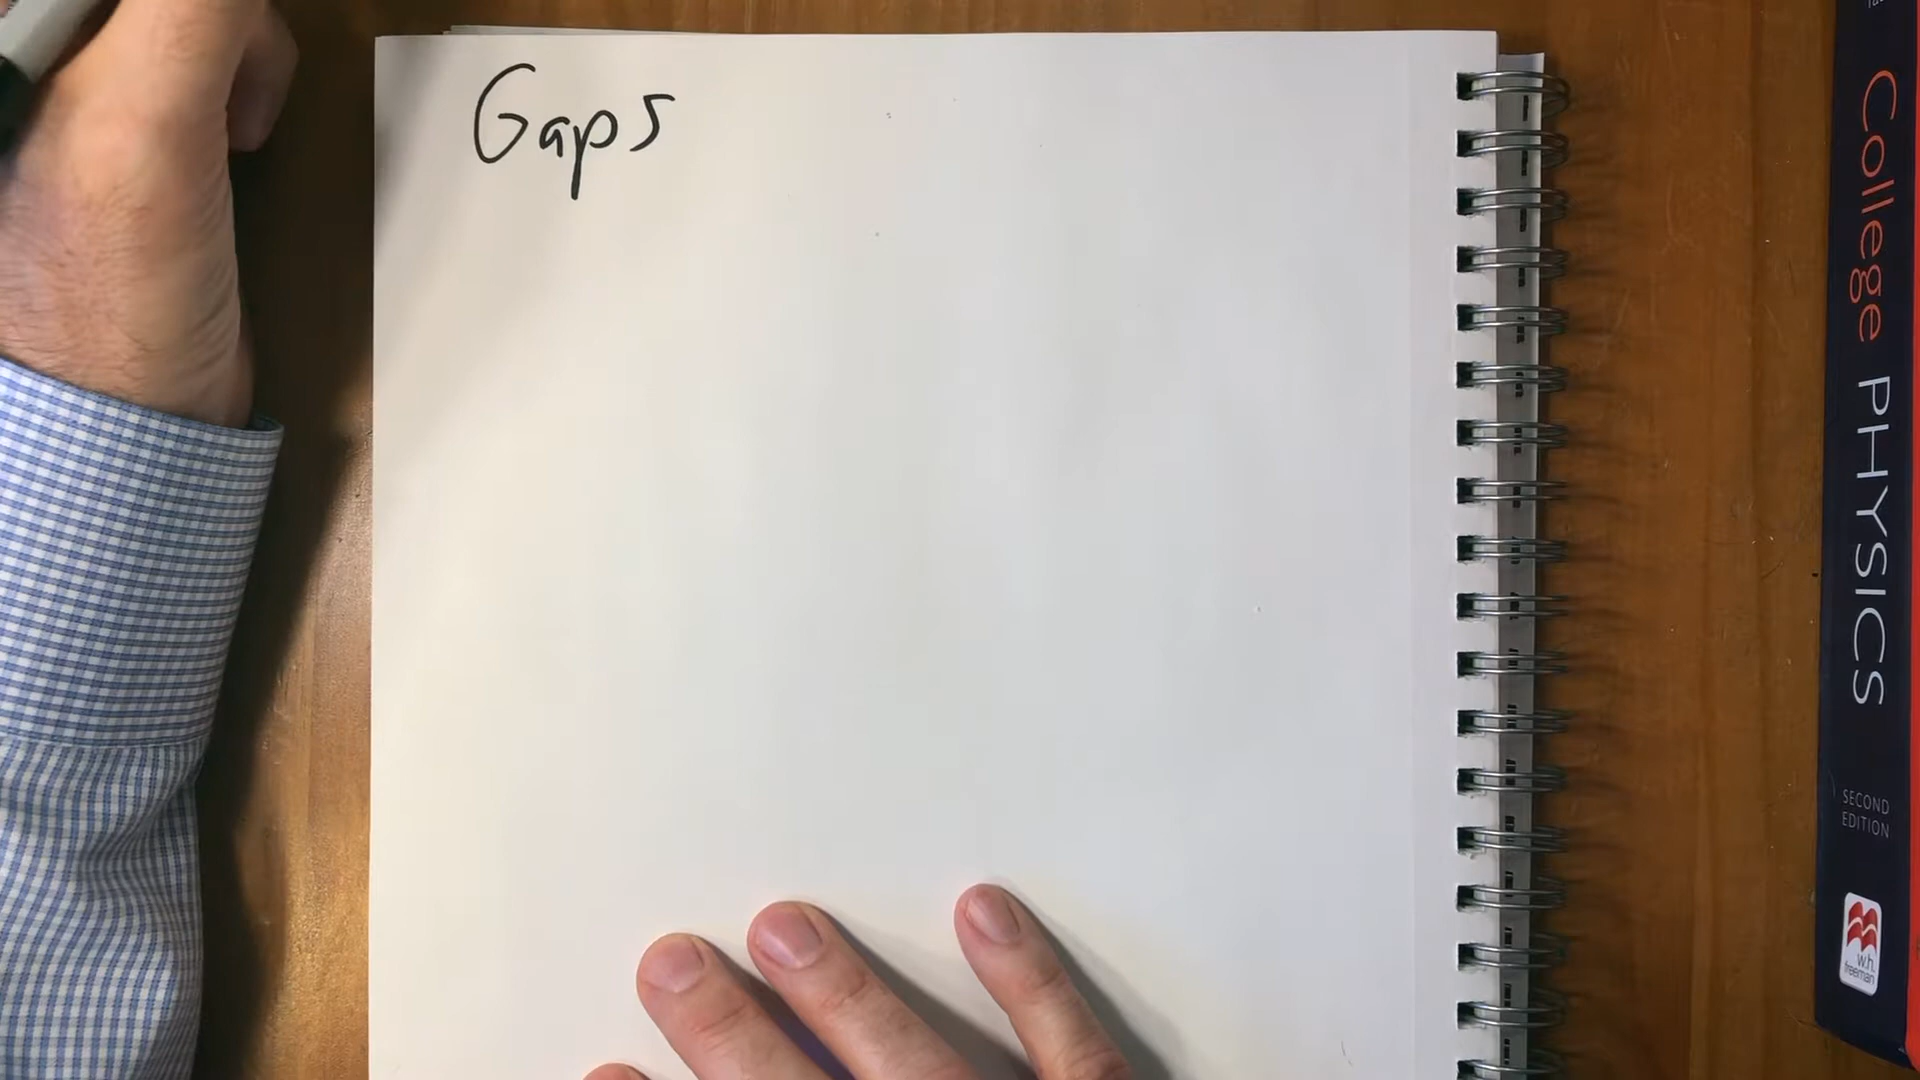 Gaps
College PHYSICS
SECOND
EDITION
w.h.
freeman